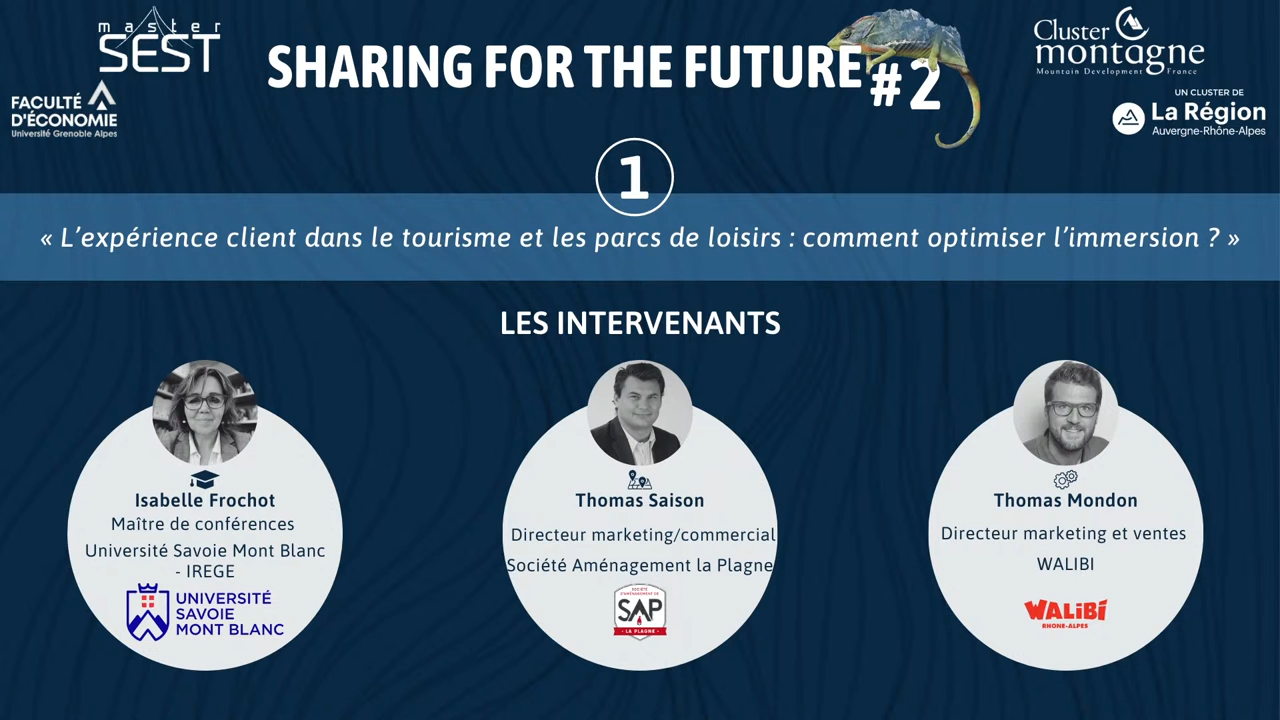 master
SEST
FACULTÉ
D'ÉCONOMIE
Université Grenoble Alpes
SHARING FOR THE FUTURE
#2
Cluster
montagne
Mountain Development France
UN CLUSTER DE
La Région
Auvergne-Rhône-Alpes
1
« L’expérience client dans le tourisme et les parcs de loisirs : comment optimiser l’immersion ? »
LES INTERVENANTS
Isabelle Frochot
Maître de conférences
Université Savoie Mont Blanc
- IREGE
UNIVERSITÉ
SAVOIE
MONT BLANC
Thomas Saison
Directeur marketing/commercial
Société Aménagement la Plagne
SOCIÉTÉ
D'AMÉNAGEMENT DE
SAP
- LA PLAGNE -
Thomas Mondon
Directeur marketing et ventes
WALIBI
WALiBi
RHONE-ALPES